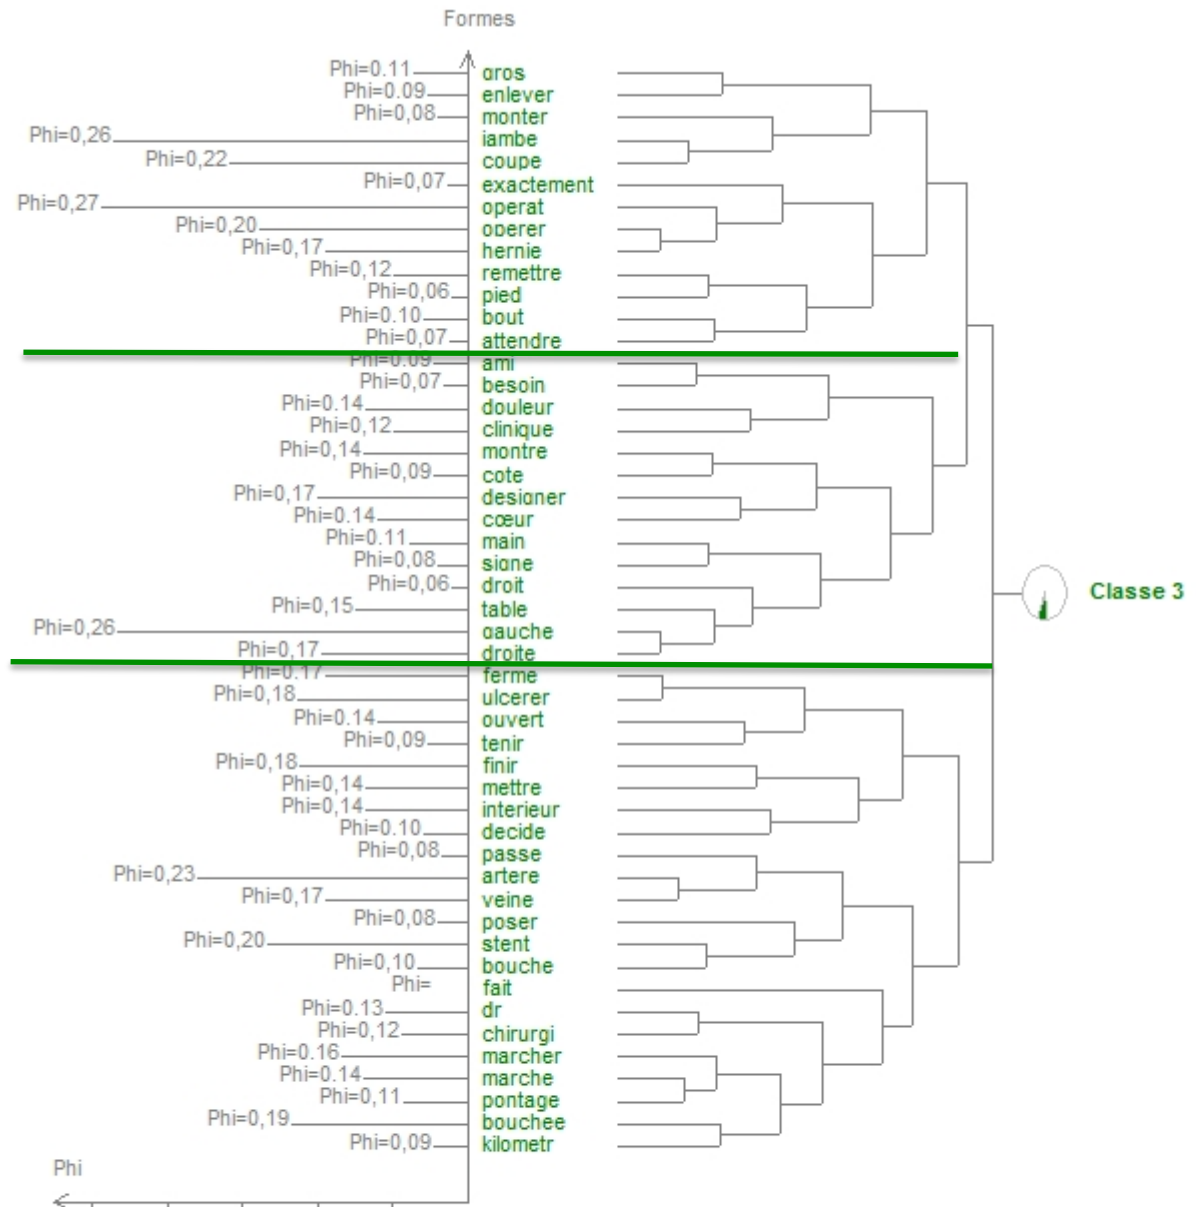 Formes
Phi=0.11 gros
Phi=0.09 enlever
Phi=0,08 monter
Phi=0,26 iambe
Phi=0,22 coupe
Phi=0,07 exactement
Phi=0,27 operat
Phi=0,20 operer
Phi=0,17 hernie
Phi=0,12 remettre
Phi=0,06 pied
Phi=0.10 bout
Phi=0,07 attendre
Phi=0.09 ami
Phi=0,07 besoin
Phi=0.14 douleur
Phi=0,12 clinique
Phi=0,14 montre
Phi=0,09 cote
Phi=0,17 designer
Phi=0.14 cœur
Phi=0.11 main
Phi=0,08 signe
Phi=0,06 droit
Phi=0,15 table
Phi=0,26 gauche
Phi=0,17 droite
Classe 3
Phi=0.17 ferme
Phi=0,18 ulcerer
Phi=0.14 ouvert
Phi=0,09 tenir
Phi=0,18 finir
Phi=0,14 mettre
Phi=0,14 interieur
Phi=0.10 decide
Phi=0,08 passe
Phi=0,23 artere
Phi=0,17 veine
Phi=0,08 poser
Phi=0,20 stent
Phi=0,10 bouche
Phi= fait
Phi=0.13 dr
Phi=0,12 chirurgi
Phi=0.16 marcher
Phi=0.14 marche
Phi=0,11 pontage
Phi=0,19 bouchee
Phi=0,09 kilometr
Phi